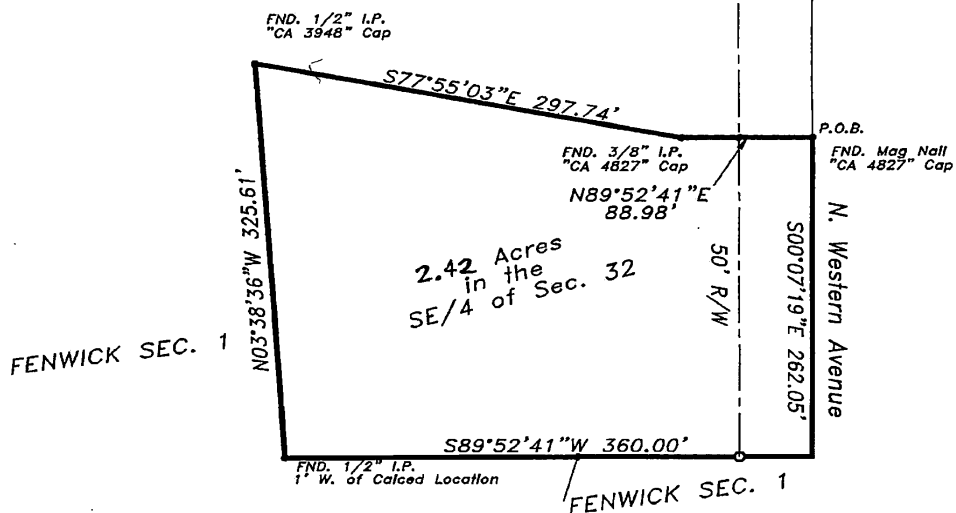 FND. 1/2" I.P.
"CA 3948" Cap
S77°55'03"E 297.74'
P.O.B.
FND. 3/8" I.P.
"CA 4827" Cap
FND. Mag Nail
"CA 4827" Cap
N89°52'41"E
88.98'
N03°38'36"W 325.61'
2.42 Acres
in the
SE/4 of Sec. 32
50' R/W
S00°07'19"E 262.05'
N. Western Avenue
FENWICK SEC. 1
S89°52'41"W 360.00'
FND. 1/2" I.P.
1' W. of Calced Location
FENWICK SEC. 1